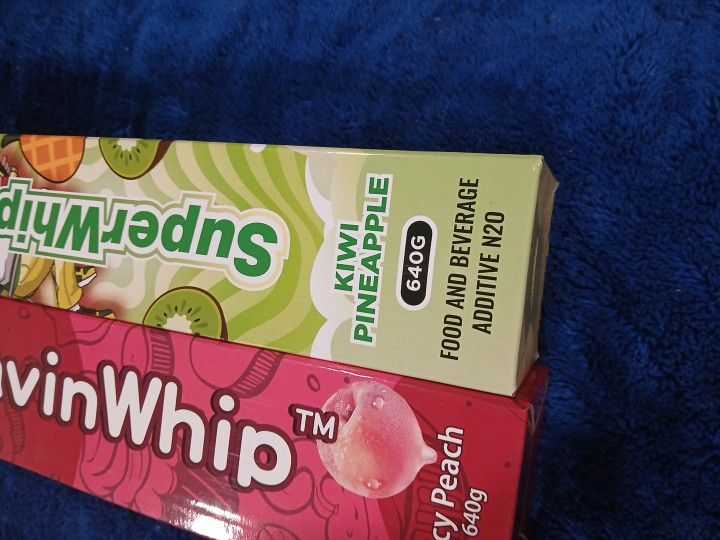 SuperWhip
KIWI
PINEAPPLE
640G
FOOD AND BEVERAGE
ADDITIVE N20
vinWhip™
cy Peach
640g